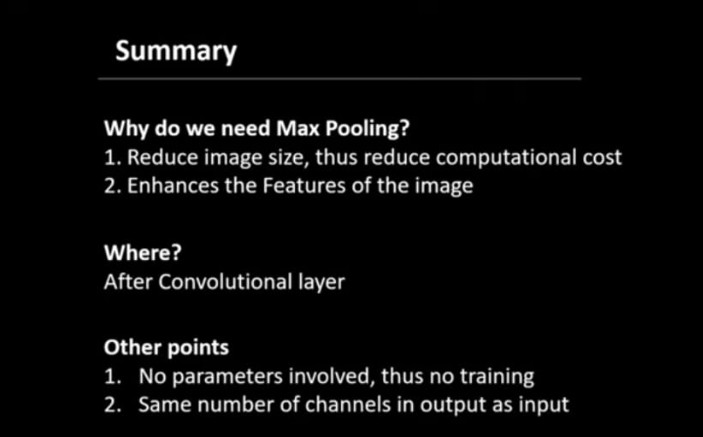 Summary
Why do we need Max Pooling?
1. Reduce image size, thus reduce computational cost
2. Enhances the Features of the image
Where?
After Convolutional layer
Other points
1. No parameters involved, thus no training
2. Same number of channels in output as input